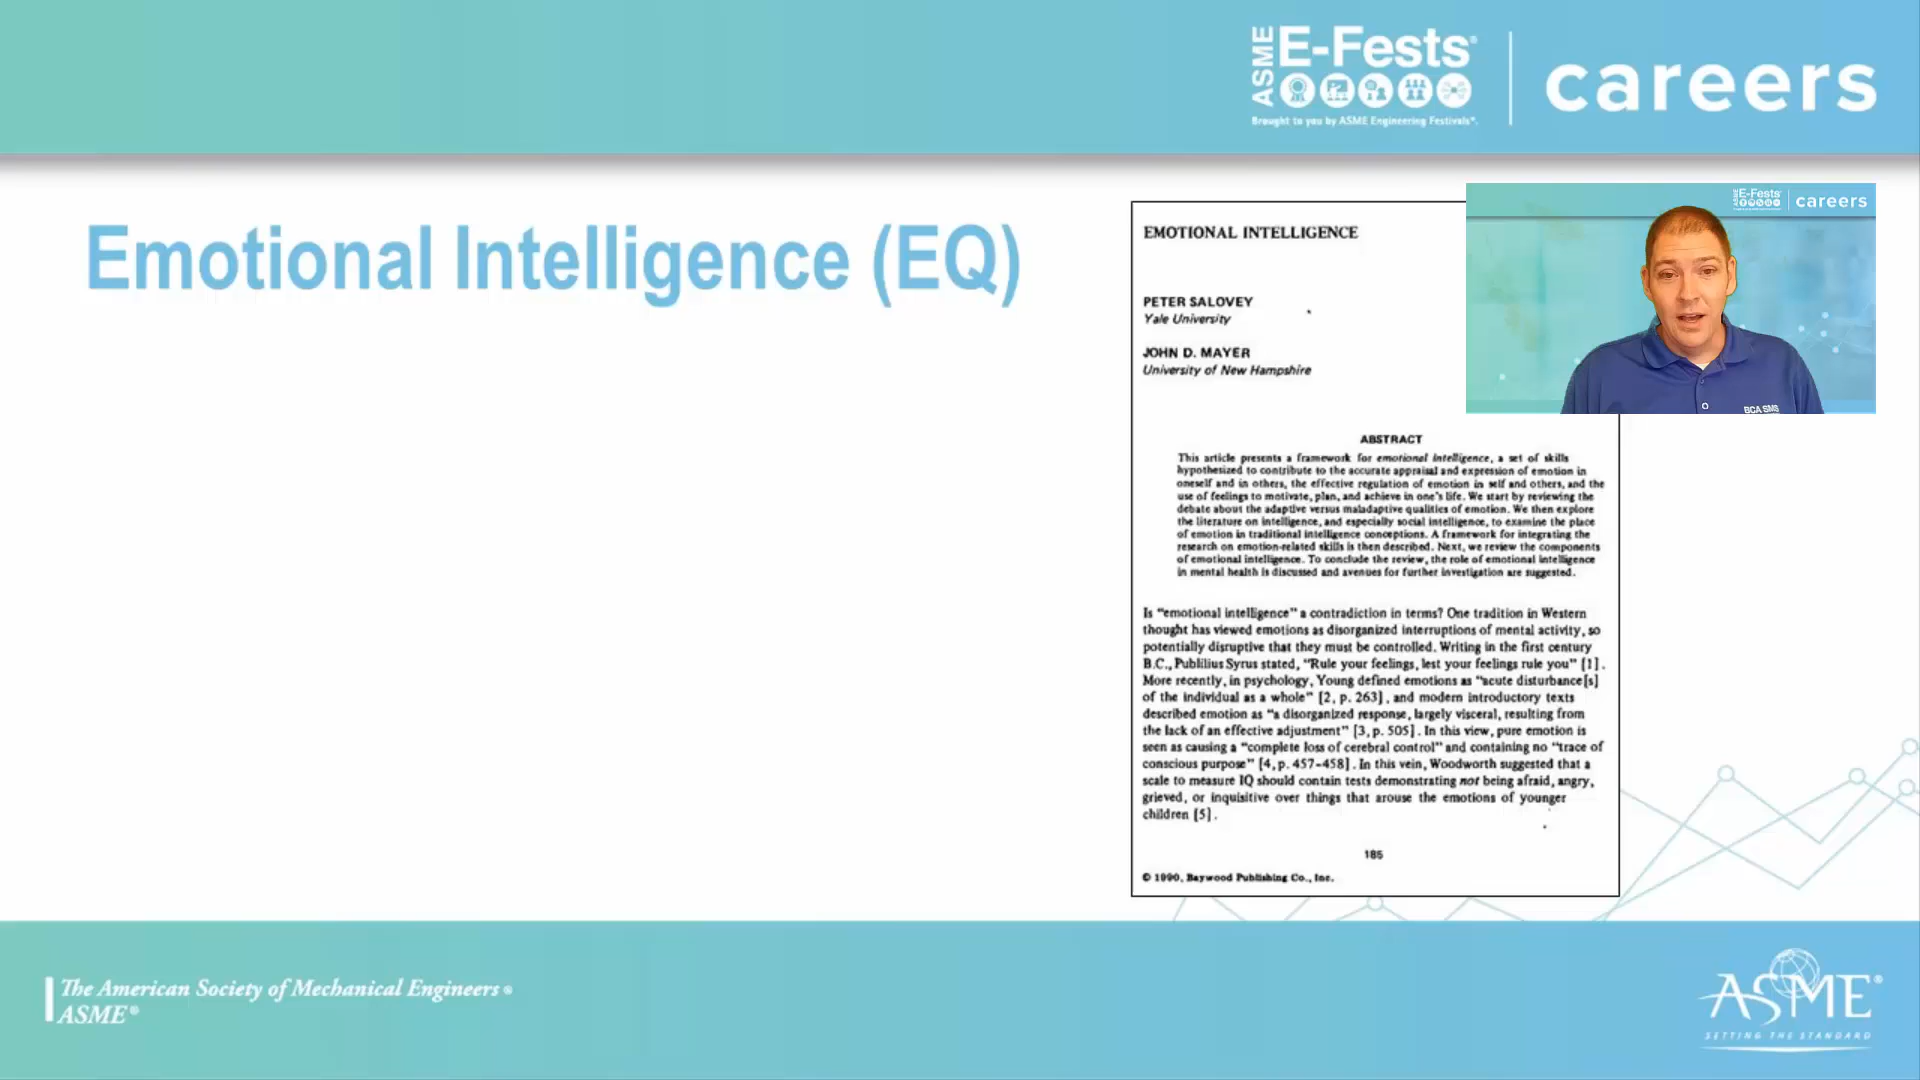 ASME E-Fests®
Brought to you by ASME Engineering Festivals®.
careers
Emotional Intelligence (EQ)
EMOTIONAL INTELLIGENCE
PETER SALOVEY
Yale University
JOHN D. MAYER
University of New Hampshire
ABSTRACT
This article presents a framework for emotional intelligence, a set of skills
hypothesized to contribute to the accurate appraisal and expression of emotion in
oneself and in others, the effective regulation of emotion in self and others, and the
use of feelings to motivate, plan, and achieve in one's life. We start by reviewing the
debate about the adaptive versus maladaptive qualities of emotion. We then explore
the literature on intelligence, and especially social intelligence, to examine the place
of emotion in traditional intelligence conceptions. A framework for integrating the
research on emotion-related skills is then described. Next, we review the components
of emotional intelligence. To conclude the review, the role of emotional intelligence
in mental health is discussed and avenues for further investigation are suggested.
Is "emotional intelligence" a contradiction in terms? One tradition in Western
thought has viewed emotions as disorganized interruptions of mental activity, so
potentially disruptive that they must be controlled. Writing in the first century
B.C., Publilius Syrus stated, "Rule your feelings, lest your feelings rule you" [1].
More recently, in psychology, Young defined emotions as "acute disturbance[s]
of the individual as a whole" [2, p. 263], and modern introductory texts
described emotion as "a disorganized response, largely visceral, resulting from
the lack of an effective adjustment" [3, p. 505]. In this view, pure emotion is
seen as causing a "complete loss of cerebral control" and containing no "trace of
conscious purpose" [4, p. 457-458]. In this vein, Woodworth suggested that a
scale to measure IQ should contain tests demonstrating not being afraid, angry,
grieved, or inquisitive over things that arouse the emotions of younger
children [5].
185
© 1990, Baywood Publishing Co., Inc.
ASME E-Fests
careers
BCA SMS
The American Society of Mechanical Engineers®
ASME®
ASME®
SETTING THE STANDARD